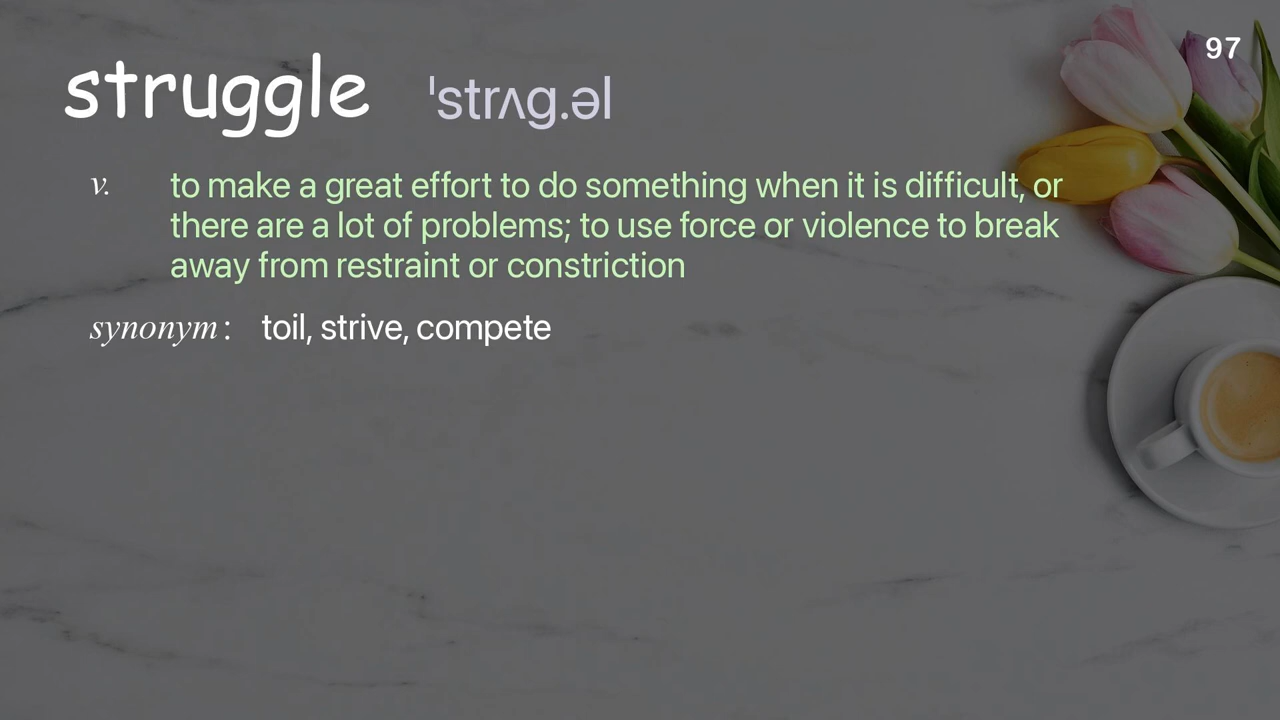 97
struggle ˈstrʌg.əl
v. to make a great effort to do something when it is difficult, or
there are a lot of problems; to use force or violence to break
away from restraint or constriction
synonym : toil, strive, compete